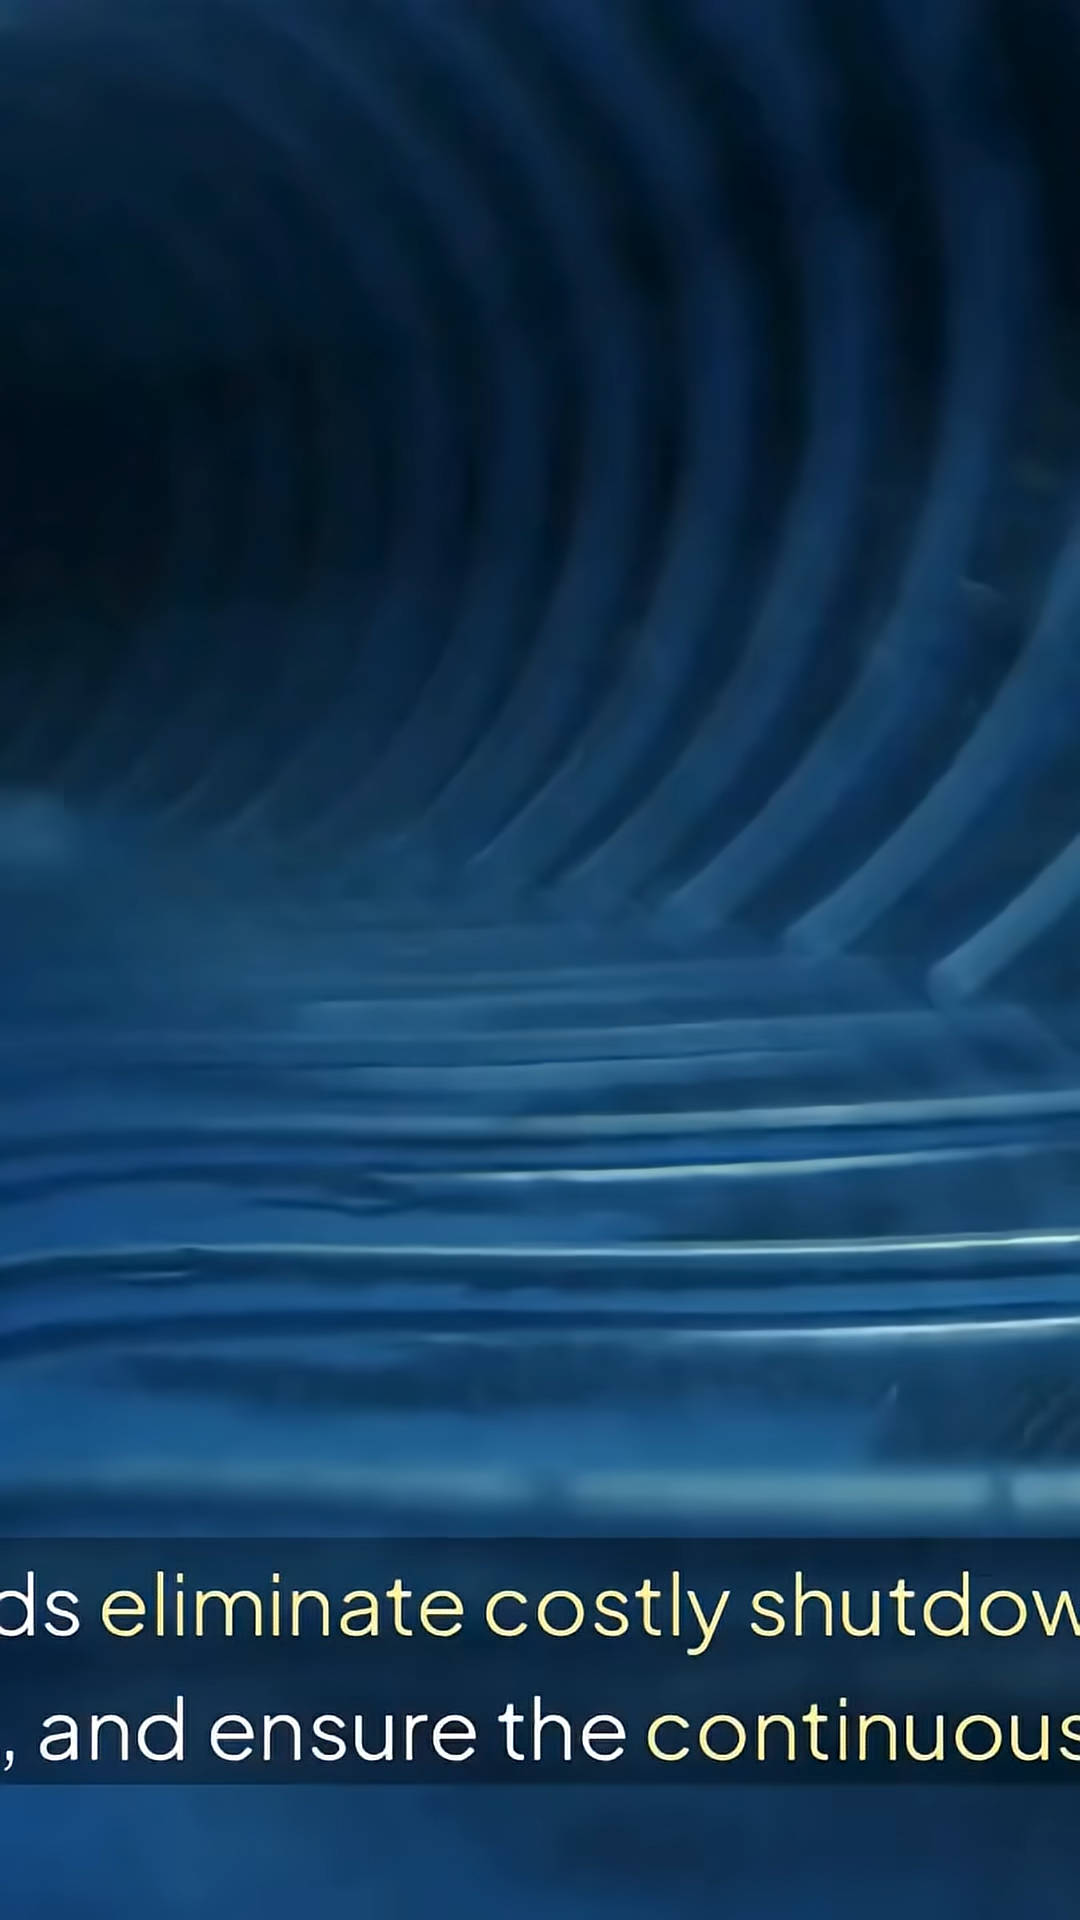 ds eliminate costly shutdow
, and ensure the continuous